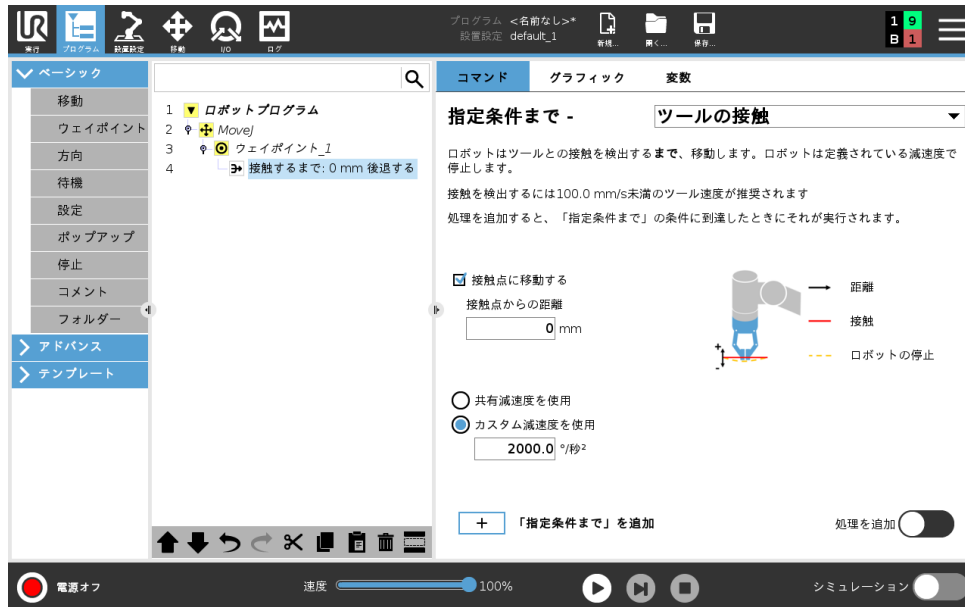 UR
実行
プログラム
設置設定
移動
I/O
ログ
プログラム <名前なし>*
設置設定 default_1
新規...
開く...
保存...
1 9
B 1
ベーシック
移動
ウェイポイント
方向
待機
設定
ポップアップ
停止
コメント
フォルダー
アドバンス
テンプレート
1 ロボットプログラム
2 MoveJ
3 ウェイポイント_1
4 接触するまで: 0 mm 後退する
コマンド グラフィック 変数
指定条件まで - ツールの接触
ロボットはツールとの接触を検出するまで、移動します。ロボットは定義されている減速度で
停止します。
接触を検出するには100.0 mm/s未満のツール速度が推奨されます
処理を追加すると、「指定条件まで」の条件に到達したときにそれが実行されます。
接触点に移動する
接触点からの距離
0 mm
+
-
距離
接触
ロボットの停止
共有減速度を使用
カスタム減速度を使用
2000.0 °/秒²
+ 「指定条件まで」を追加
処理を追加
電源オフ
速度 100%
シミュレーション